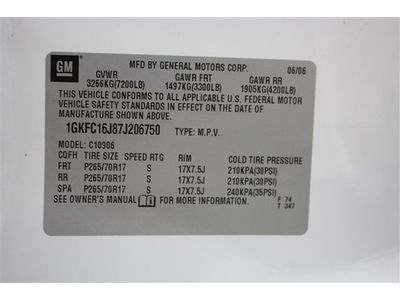 GM
MFD BY GENERAL MOTORS CORP. 06/06
GVWR GAWR FRT GAWR RR
3266KG(7200LB) 1497KG(3300LB) 1905KG(4200LB)
THIS VEHICLE CONFORMS TO ALL APPLICABLE U.S. FEDERAL MOTOR
VEHICLE SAFETY STANDARDS IN EFFECT ON THE DATE OF
MANUFACTURE SHOWN ABOVE.
1GKFC16J87J206750 TYPE: M.P.V.
MODEL: C10906
CQFH TIRE SIZE SPEED RTG RIM COLD TIRE PRESSURE
FRT P265/70R17 S 17X7.5J 210KPA(30PSI)
RR P265/70R17 S 17X7.5J 210KPA(30PSI)
SPA P265/70R17 S 17X7.5J 240KPA(35PSI)
SEE OWNER'S MANUAL FOR MORE INFORMATION. F 74
T 347